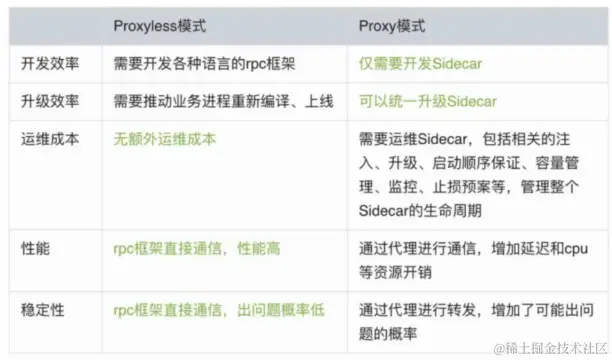 Proxyless模式 Proxy模式
开发效率 需要开发各种语言的rpc框架 仅需要开发Sidecar
升级效率 需要推动业务进程重新编译、上线 可以统一升级Sidecar
运维成本 无额外运维成本 需要运维Sidecar，包括相关的注
入、升级、启动顺序保证、容量管
理、监控、止损预案等，管理整个
Sidecar的生命周期
性能 rpc框架直接通信，性能高 通过代理进行通信，增加延迟和cpu
等资源开销
稳定性 rpc框架直接通信，出问题概率低 通过代理进行转发，增加了可能出问
题的概率
@稀土掘金技术社区